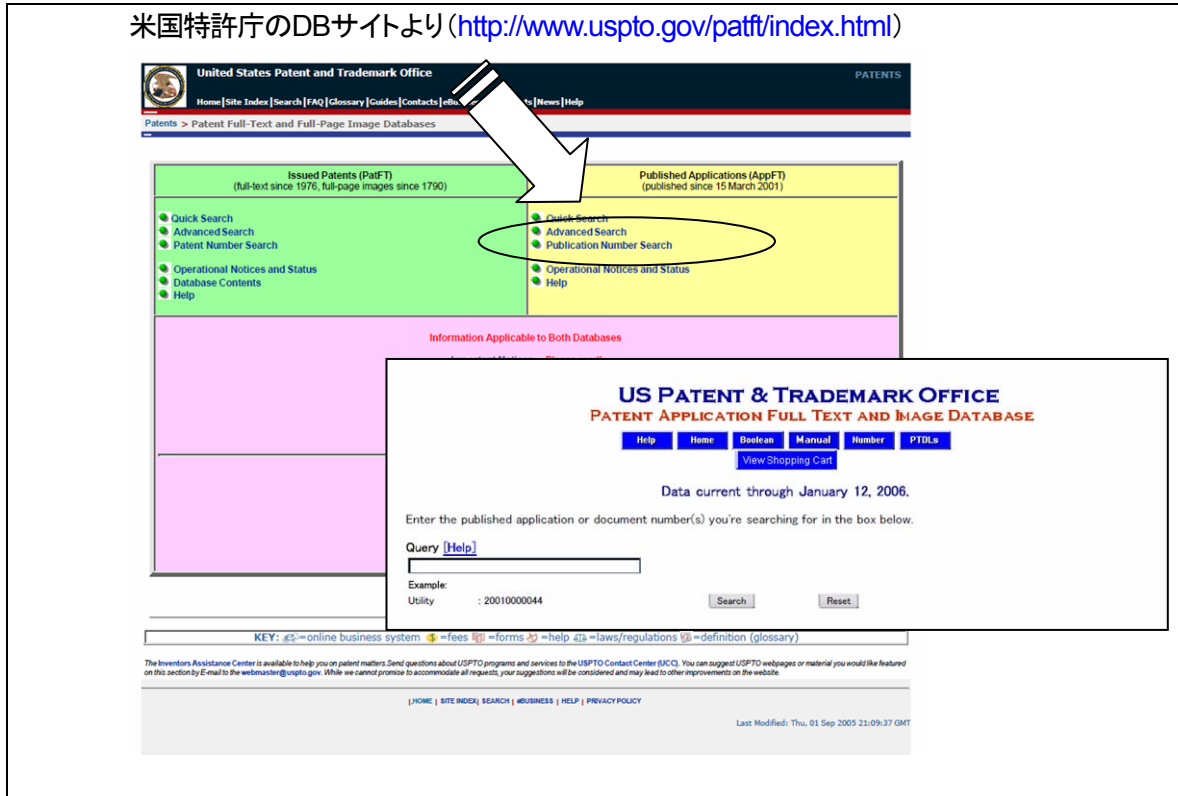 米国特許庁のDBサイトより（http://www.uspto.gov/patft/index.html）
United States Patent and Trademark Office
PATENTS
Home|Site Index|Search|FAQ|Glossary|Guides|Contacts|eBus ts|News|Help
Patents > Patent Full-Text and Full-Page Image Databases
Issued Patents (PatFT)
(full-text since 1976, full-page images since 1790)
Published Applications (AppFT)
(published since 15 March 2001)
Quick Search
Advanced Search
Patent Number Search
Operational Notices and Status
Database Contents
Help
Quick Search
Advanced Search
Publication Number Search
Operational Notices and Status
Help
Information Applicable to Both Databases
US PATENT & TRADEMARK OFFICE
PATENT APPLICATION FULL TEXT AND IMAGE DATABASE
Help Home Boolean Manual Number PTDLs
View Shopping Cart
Data current through January 12, 2006.
Enter the published application or document number(s) you're searching for in the box below.
Query [Help]
Example:
Utility : 20010000044
Search Reset
KEY: =online business system =fees =forms =help =laws/regulations =definition (glossary)
The Inventors Assistance Center is available to help you on patent matters. Send questions about USPTO programs and services to the USPTO Contact Center (UCC). You can suggest USPTO webpages or material you would like featured
on this section by E-mail to the webmaster@uspto.gov. While we cannot promise to accommodate all requests, your suggestions will be considered and may lead to other improvements on the website.
|.HOME | SITE INDEX| SEARCH | eBUSINESS | HELP | PRIVACY POLICY
Last Modified: Thu, 01 Sep 2005 21:09:37 GMT